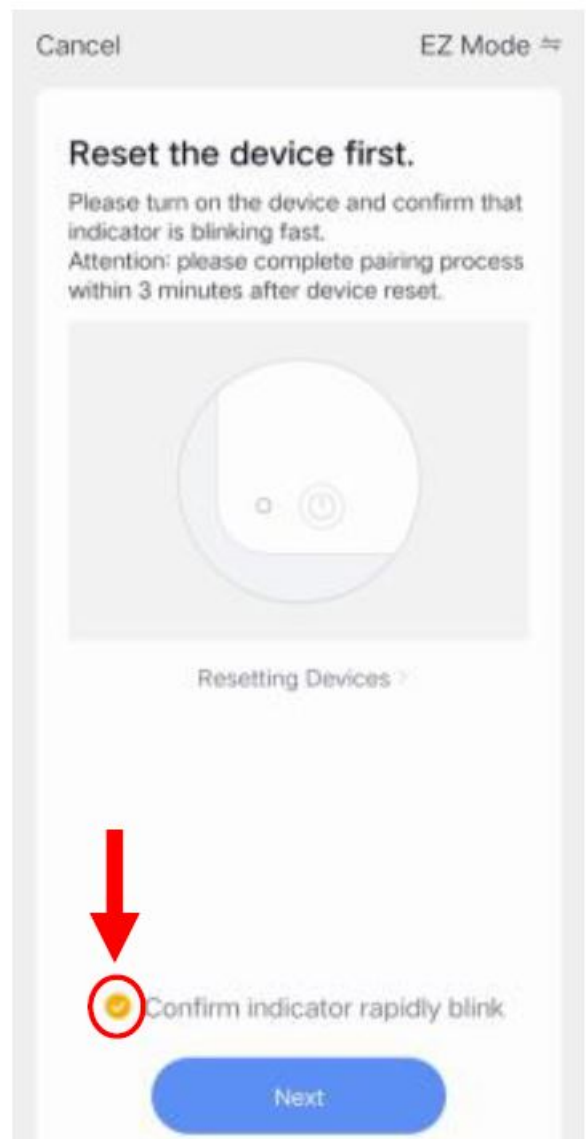 Cancel
EZ Mode ⇋
Reset the device first.
Please turn on the device and confirm that
indicator is blinking fast.
Attention: please complete pairing process
within 3 minutes after device reset.
Resetting Devices >
Confirm indicator rapidly blink
Next